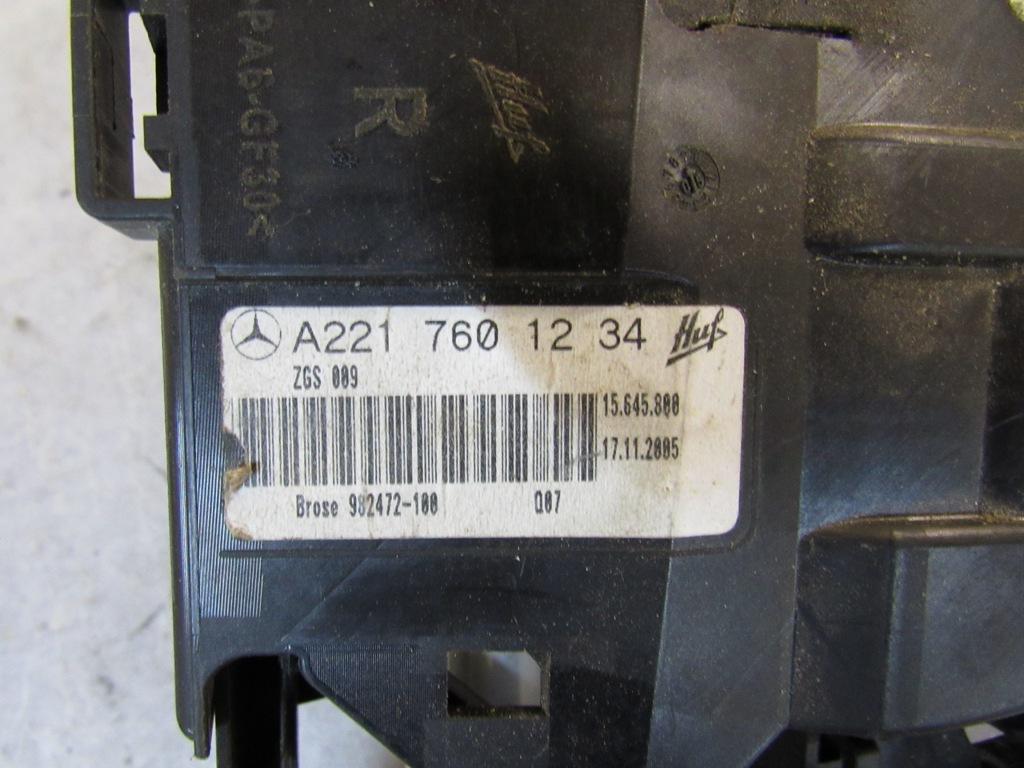 PA6-GF30<
R
Huf
A221 760 12 34 Huf
ZGS 009
15.645.800
17.11.2005
Brose 982472-100 Q07